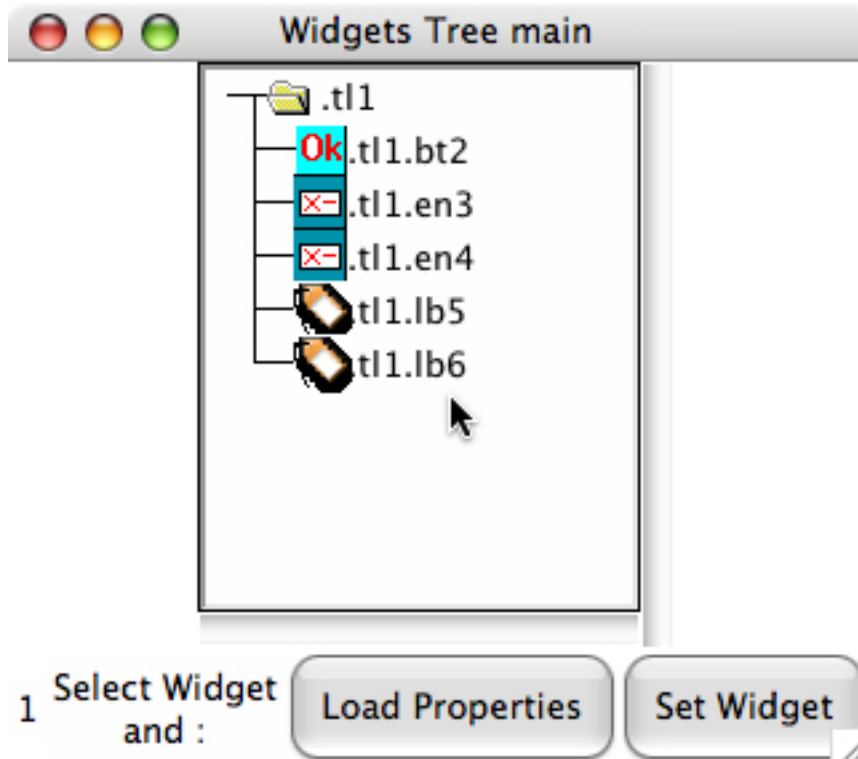 Widgets Tree main
.tl1
Ok .tl1.bt2
.tl1.en3
.tl1.en4
.tl1.lb5
.tl1.lb6
1 Select Widget and : Load Properties Set Widget